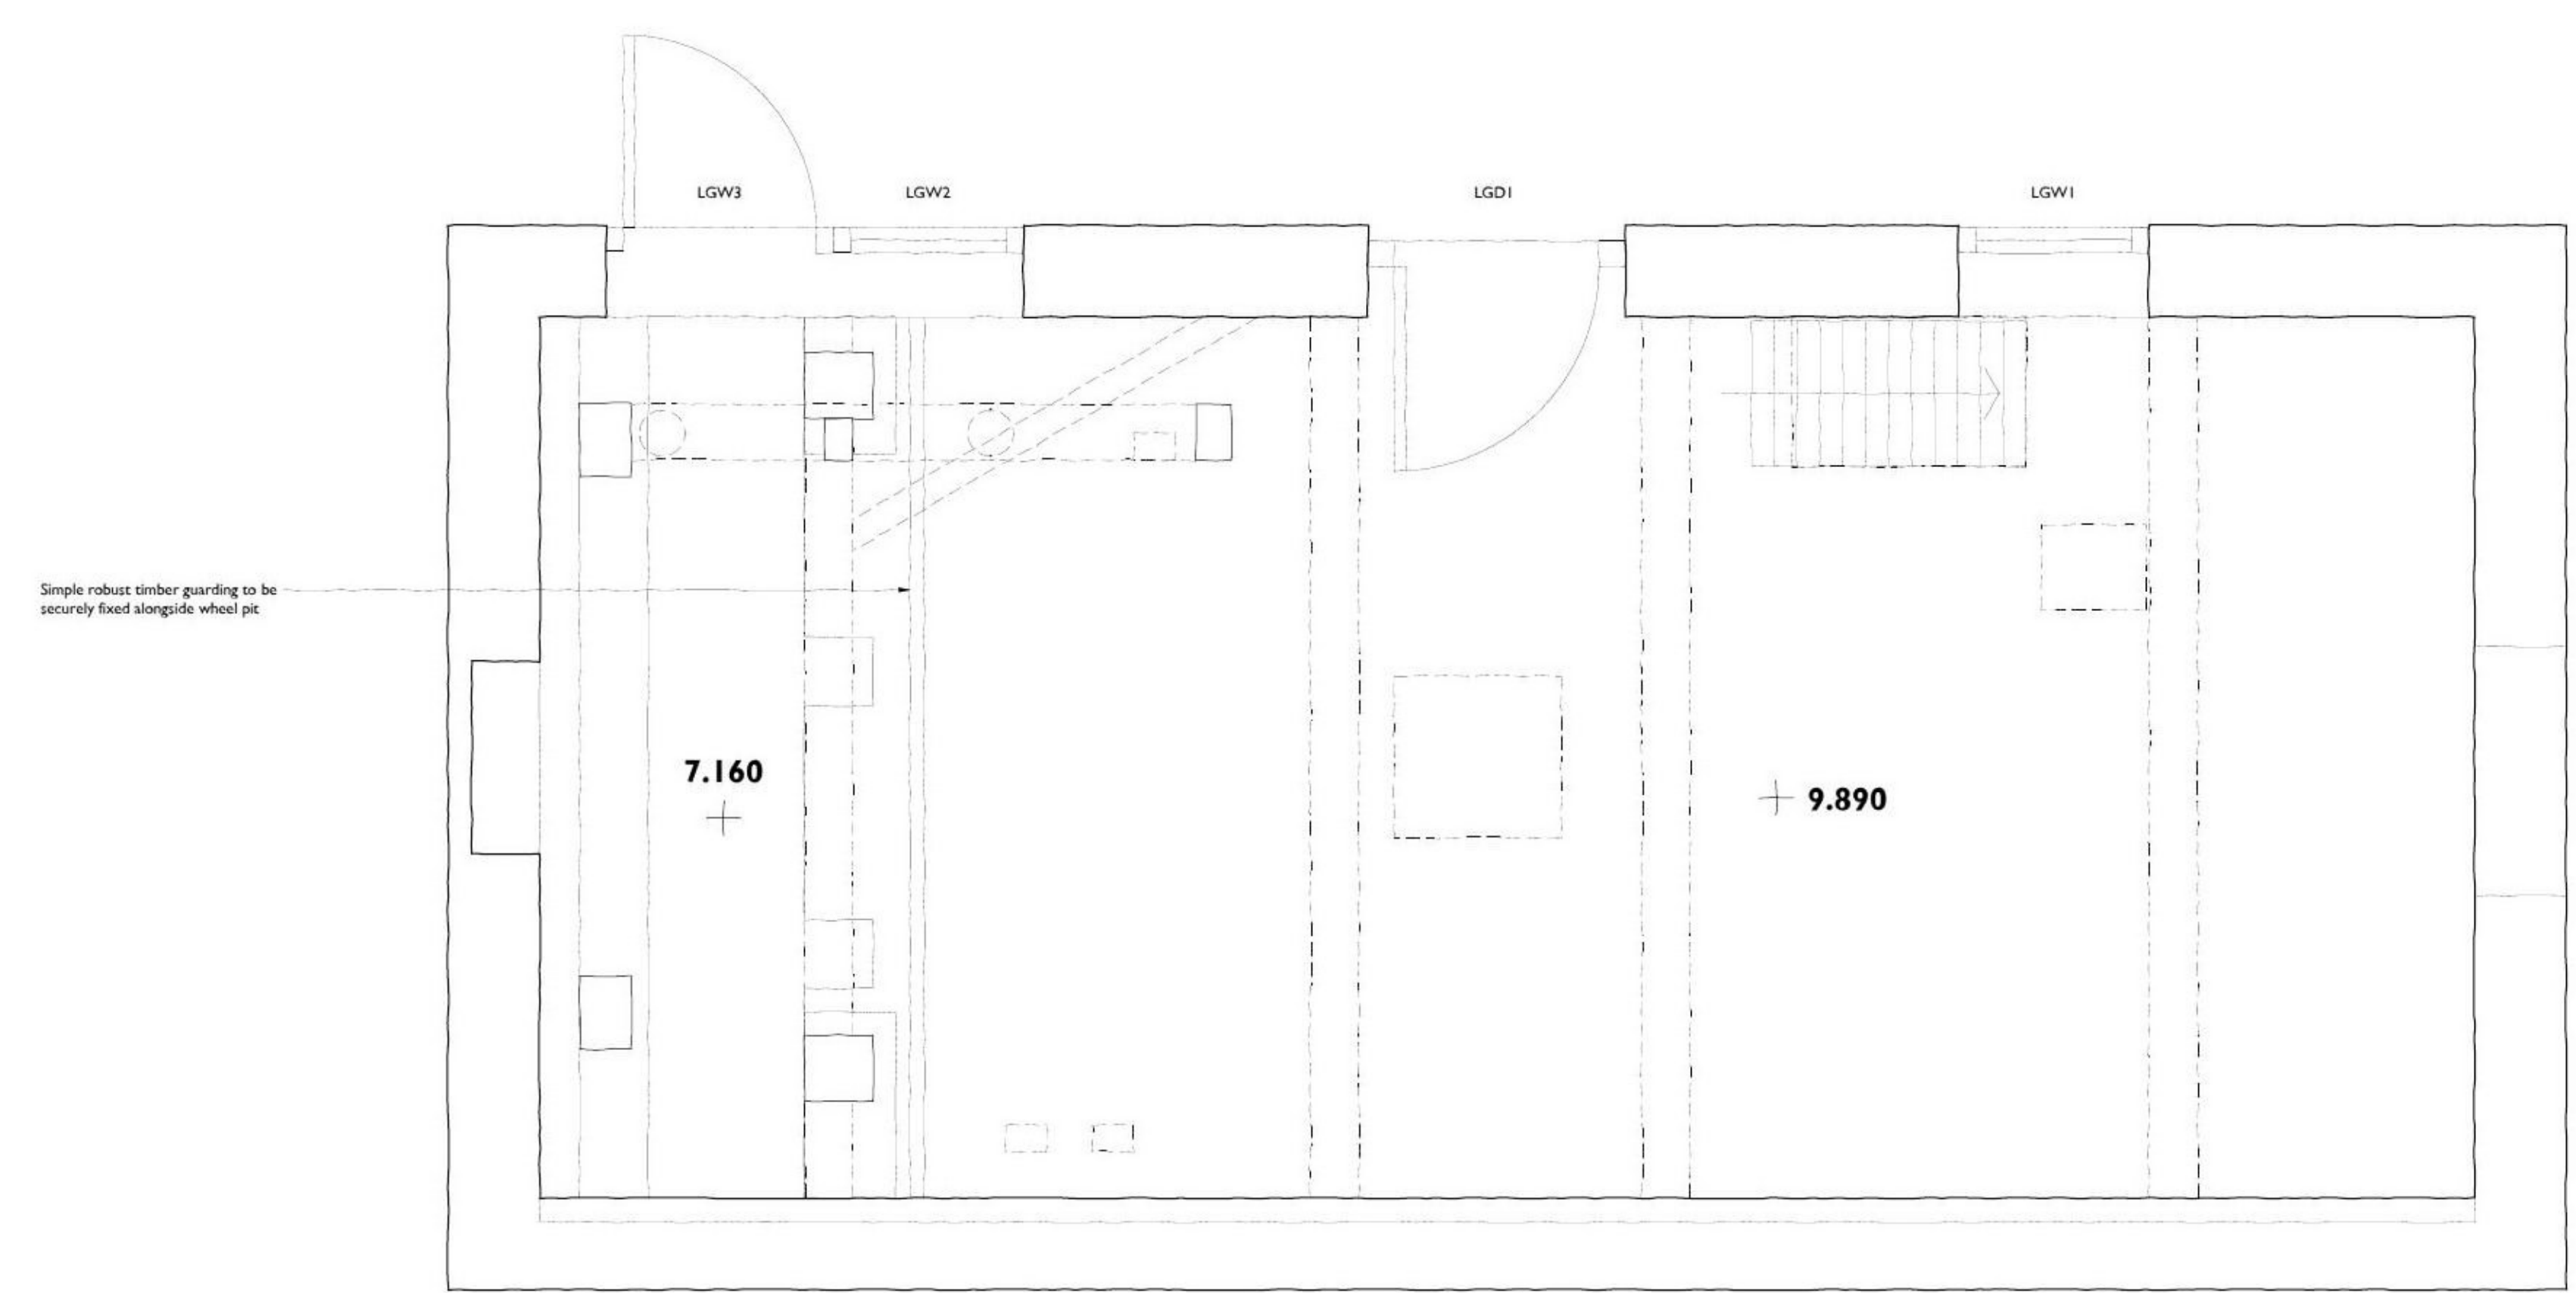 LGW3
LGW2
LGD1
LGW1
Simple robust timber guarding to be
securely fixed alongside wheel pit
7.160
9.890